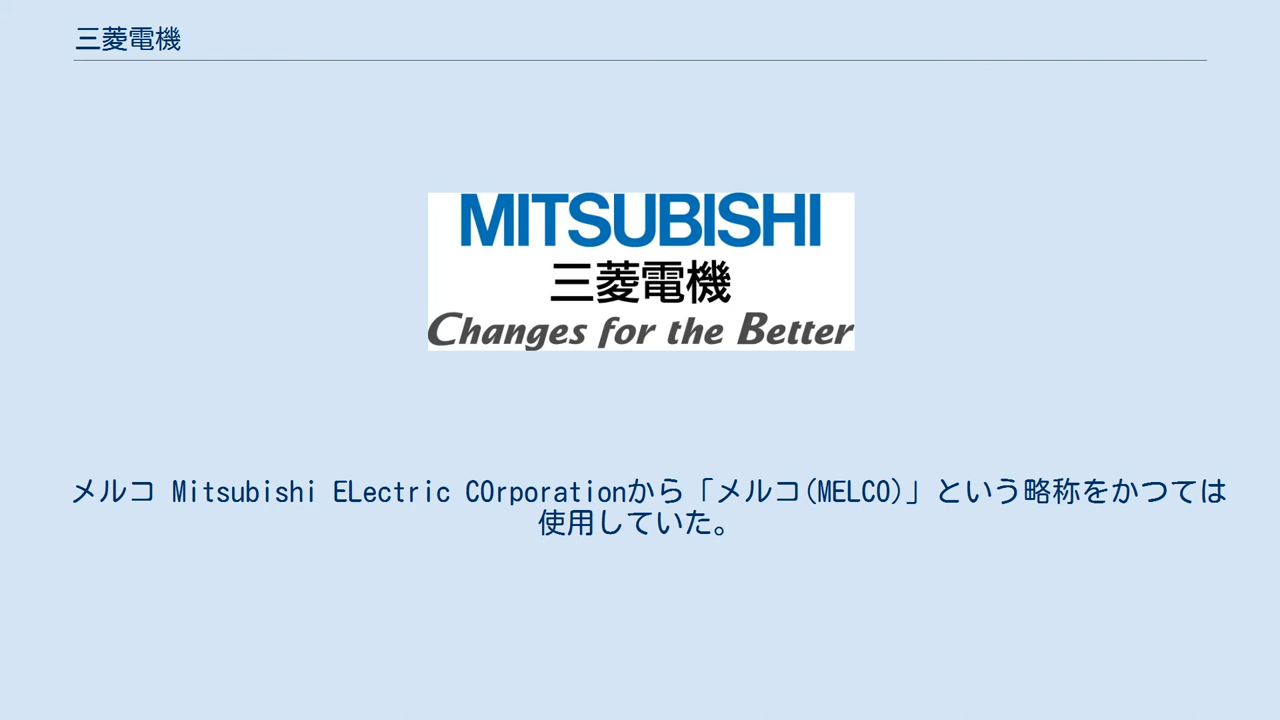 三菱電機
MITSUBISHI
三菱電機
Changes for the Better
メルコ Mitsubishi ELectric COrporationから「メルコ(MELCO)」という略称をかつては
使用していた。